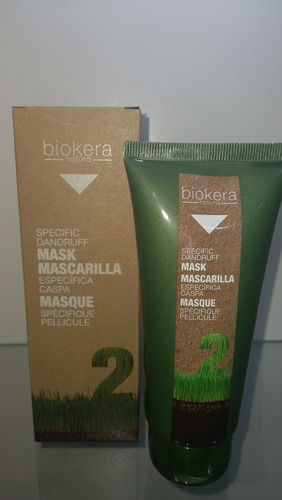 biokera
natura
SPECIFIC
DANDRUFF
MASK
MASCARILLA
ESPECÍFICA
CASPA
MASQUE
SPÉCIFIQUE
PELLICULE
2
biokera
natura
SPECIFIC
DANDRUFF
MASK
MASCARILLA
ESPECÍFICA
CASPA
MASQUE
SPÉCIFIQUE
PELLICULE
2